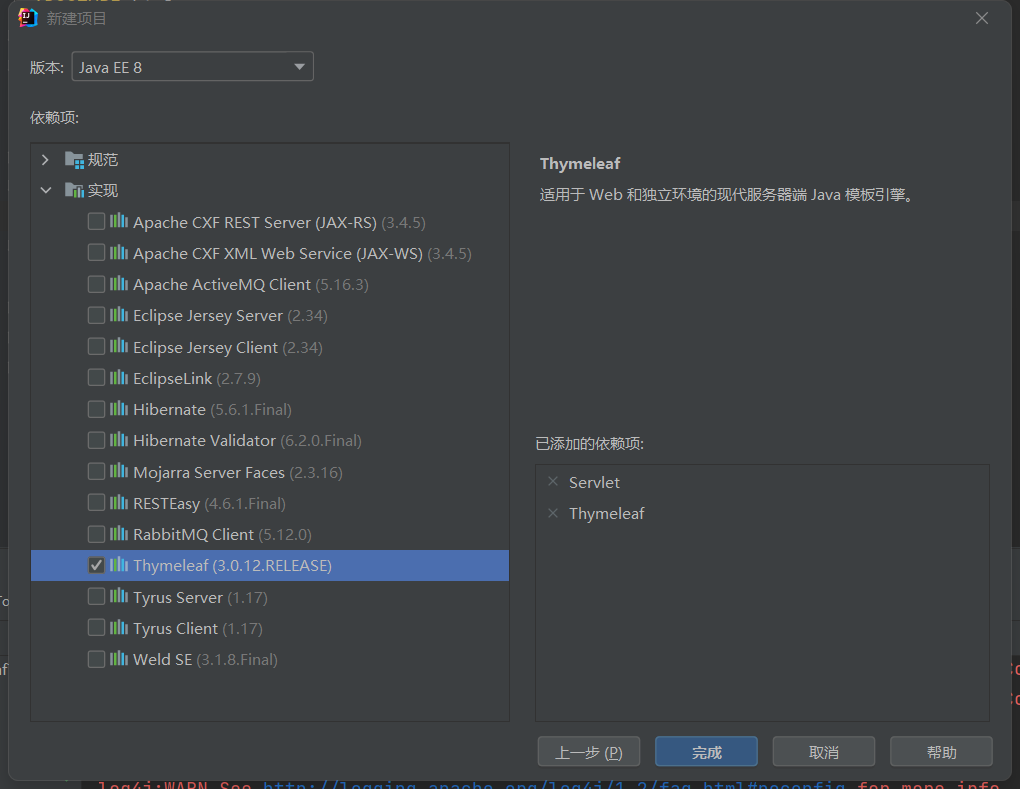 新建项目
版本: Java EE 8
依赖项:
规范
实现
Apache CXF REST Server (JAX-RS) (3.4.5)
Apache CXF XML Web Service (JAX-WS) (3.4.5)
Apache ActiveMQ Client (5.16.3)
Eclipse Jersey Server (2.34)
Eclipse Jersey Client (2.34)
EclipseLink (2.7.9)
Hibernate (5.6.1.Final)
Hibernate Validator (6.2.0.Final)
Mojarra Server Faces (2.3.16)
RESTEasy (4.6.1.Final)
RabbitMQ Client (5.12.0)
Thymeleaf (3.0.12.RELEASE)
Tyrus Server (1.17)
Tyrus Client (1.17)
Weld SE (3.1.8.Final)
Thymeleaf
适用于 Web 和独立环境的现代服务器端 Java 模板引擎。
已添加的依赖项:
Servlet
Thymeleaf
上一步 (P)
完成
取消
帮助
log4j:WARN See http://logging.apache.org/log4j/1.2/faq.html#noconfig for more info